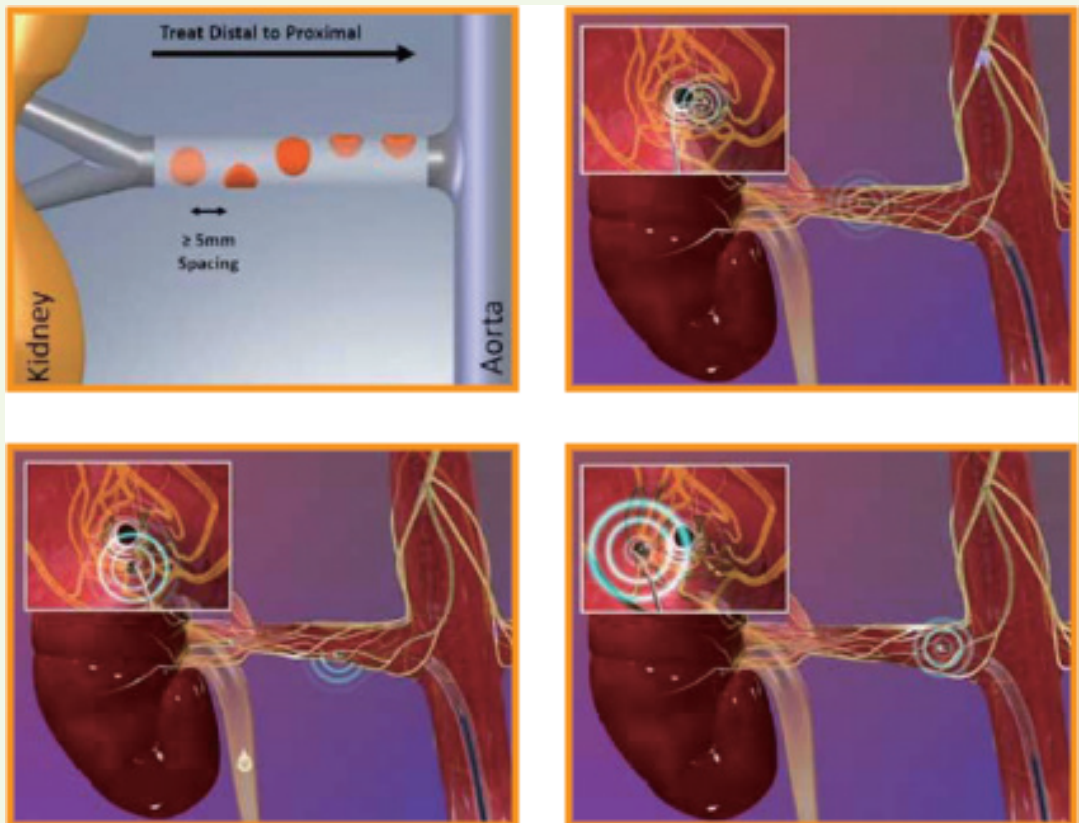 Treat Distal to Proximal
≥ 5mm
Spacing
Kidney
Aorta